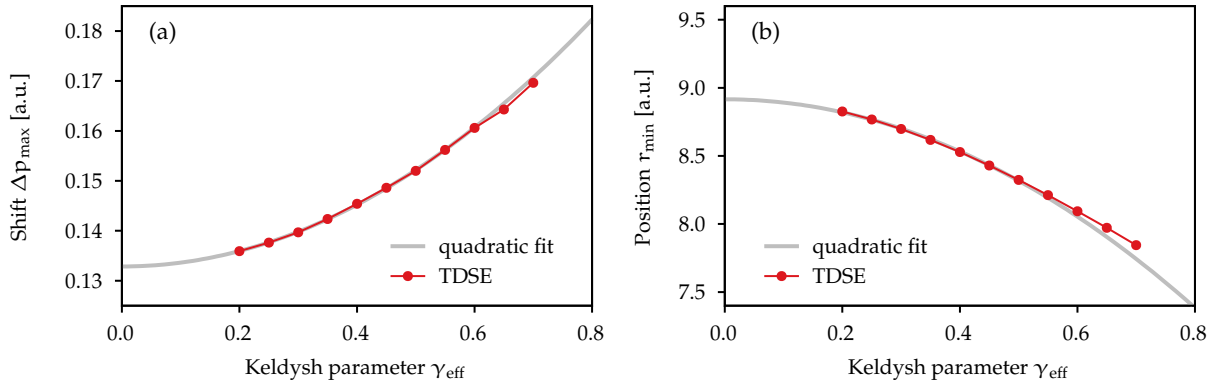 (a)
Shift Δp_max [a.u.]
0.18
0.17
0.16
0.15
0.14
0.13
quadratic fit
TDSE
0.0 0.2 0.4 0.6 0.8
Keldysh parameter γ_eff
(b)
Position r_min [a.u.]
9.5
9.0
8.5
8.0
7.5
quadratic fit
TDSE
0.0 0.2 0.4 0.6 0.8
Keldysh parameter γ_eff